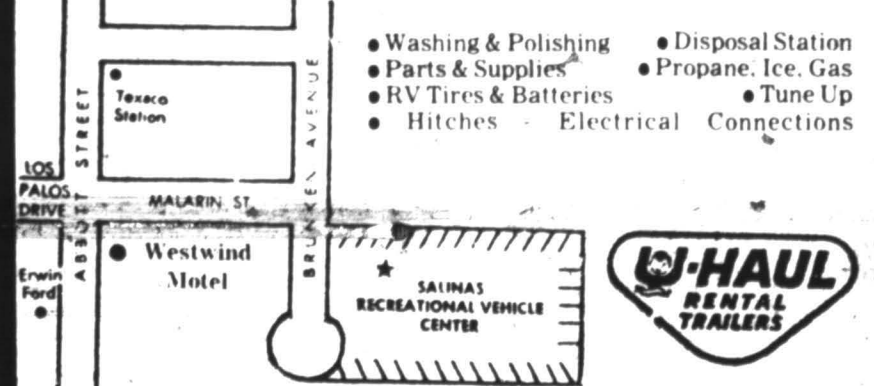 • Washing & Polishing
• Disposal Station
• Parts & Supplies
• Propane, Ice, Gas
• RV Tires & Batteries
• Tune Up
• Hitches - Electrical Connections
Texaco
Station
ABBOTT STREET
BRUNKEN AVENUE
LOS
PALOS
DRIVE
MALARIN ST.
Westwind
Motel
Erwin
Ford
SALINAS
RECREATIONAL VEHICLE
CENTER
U-HAUL
RENTAL
TRAILERS